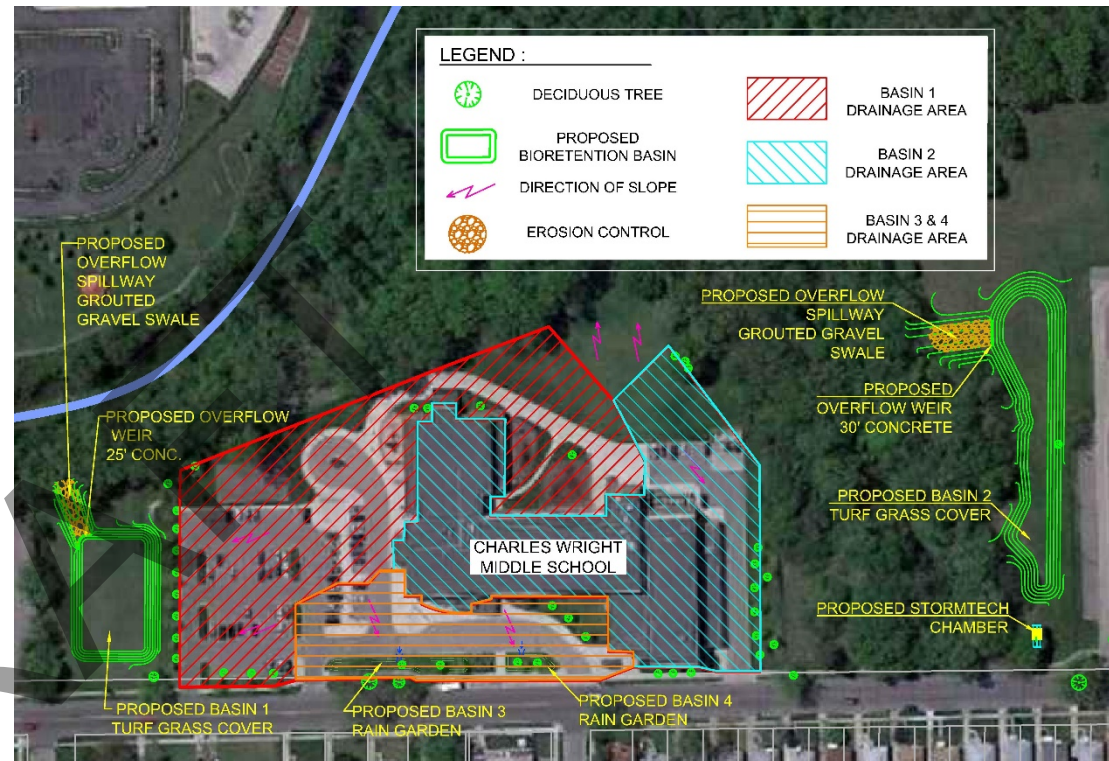 LEGEND :
DECIDUOUS TREE
PROPOSED
BIORETENTION BASIN
DIRECTION OF SLOPE
EROSION CONTROL
BASIN 1
DRAINAGE AREA
BASIN 2
DRAINAGE AREA
BASIN 3 & 4
DRAINAGE AREA
PROPOSED
OVERFLOW
SPILLWAY
GROUTED
GRAVEL SWALE
PROPOSED OVERFLOW
WEIR
25' CONC.
PROPOSED OVERFLOW
SPILLWAY
GROUTED GRAVEL
SWALE
PROPOSED
OVERFLOW WEIR
30' CONCRETE
PROPOSED BASIN 2
TURF GRASS COVER
CHARLES WRIGHT
MIDDLE SCHOOL
PROPOSED STORMTECH
CHAMBER
PROPOSED BASIN 1
TURF GRASS COVER
PROPOSED BASIN 3
RAIN GARDEN
PROPOSED BASIN 4
RAIN GARDEN